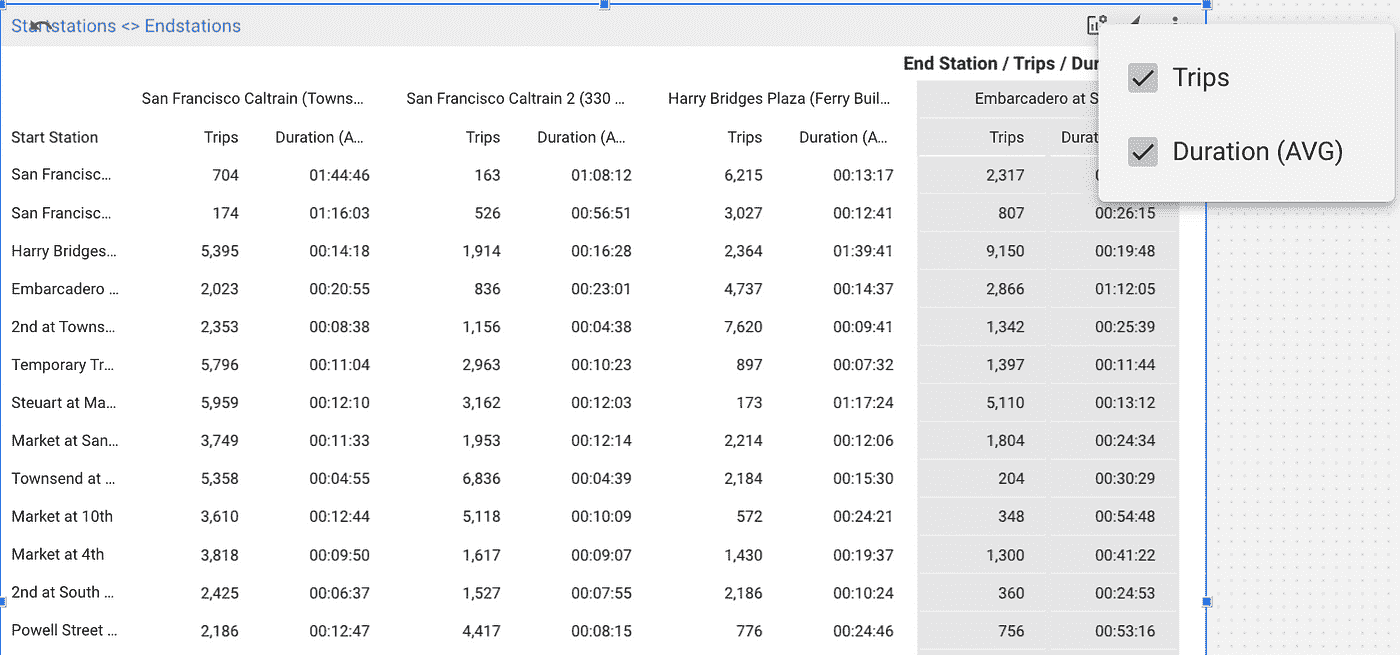 Startstations <> Endstations
End Station / Trips / Dur
San Francisco Caltrain (Towns... San Francisco Caltrain 2 (330 ... Harry Bridges Plaza (Ferry Buil... Embarcadero at S
Start Station Trips Duration (A... Trips Duration (A... Trips Duration (A... Trips Durat
San Francisc... 704 01:44:46 163 01:08:12 6,215 00:13:17 2,317
San Francisc... 174 01:16:03 526 00:56:51 3,027 00:12:41 807 00:26:15
Harry Bridges... 5,395 00:14:18 1,914 00:16:28 2,364 01:39:41 9,150 00:19:48
Embarcadero ... 2,023 00:20:55 836 00:23:01 4,737 00:14:37 2,866 01:12:05
2nd at Towns... 2,353 00:08:38 1,156 00:04:38 7,620 00:09:41 1,342 00:25:39
Temporary Tr... 5,796 00:11:04 2,963 00:10:23 897 00:07:32 1,397 00:11:44
Steuart at Ma... 5,959 00:12:10 3,162 00:12:03 173 01:17:24 5,110 00:13:12
Market at San... 3,749 00:11:33 1,953 00:12:14 2,214 00:12:06 1,804 00:24:34
Townsend at ... 5,358 00:04:55 6,836 00:04:39 2,184 00:15:30 204 00:30:29
Market at 10th 3,610 00:12:44 5,118 00:10:09 572 00:24:21 348 00:54:48
Market at 4th 3,818 00:09:50 1,617 00:09:07 1,430 00:19:37 1,300 00:41:22
2nd at South ... 2,425 00:06:37 1,527 00:07:55 2,186 00:10:24 360 00:24:53
Powell Street ... 2,186 00:12:47 4,417 00:08:15 776 00:24:46 756 00:53:16
Trips
Duration (AVG)